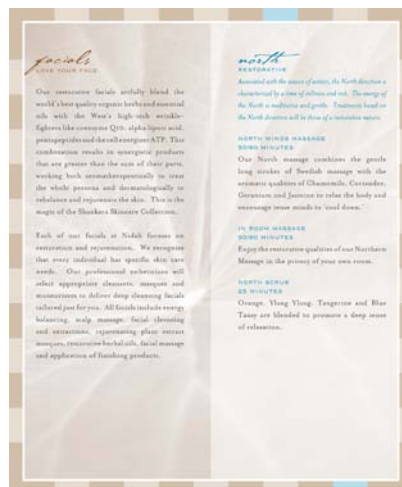 facials
LOVE YOUR FACE
Our restorative facials artfully blend the
world's best quality organic herbs and essential
oils with the West's high-tech wrinkle-
fighters like coenzyme Q10, alpha lipoic acid,
pentapeptides and the cell energizer ATP. This
combination results in synergistic products
that are greater than the sum of their parts,
working both aromatherapeutically to treat
the whole persona and dermatologically to
rebalance and rejuvenate the skin. This is the
magic of the Shankara Skincare Collection.
Each of our facials at Nidah focuses on
restoration and rejuvenation. We recognize
that every individual has specific skin care
needs. Our professional estheticians will
select appropriate cleansers, masques and
moisturizers to deliver deep cleansing facials
tailored just for you. All facials include energy
balancing, scalp massage, facial cleansing
and extractions, rejuvenating plant extract
masques, restorative herbal oils, facial massage
and application of finishing products.
north
RESTORATIVE
Associated with the season of winter, the North direction is
characterized by a time of stillness and rest. The energy of
the North is meditative and gentle. Treatments based on
the North direction will be those of a restorative nature.
NORTH WINDS MASSAGE
50/80 MINUTES
Our North massage combines the gentle
long strokes of Swedish massage with the
aromatic qualities of Chamomile, Coriander,
Geranium and Jasmine to relax the body and
encourage tense minds to 'cool down.'
IN ROOM MASSAGE
50/80 MINUTES
Enjoy the restorative qualities of our Northern
Massage in the privacy of your own room.
NORTH SCRUB
25 MINUTES
Orange, Ylang Ylang, Tangerine and Blue
Tansy are blended to promote a deep sense
of relaxation.